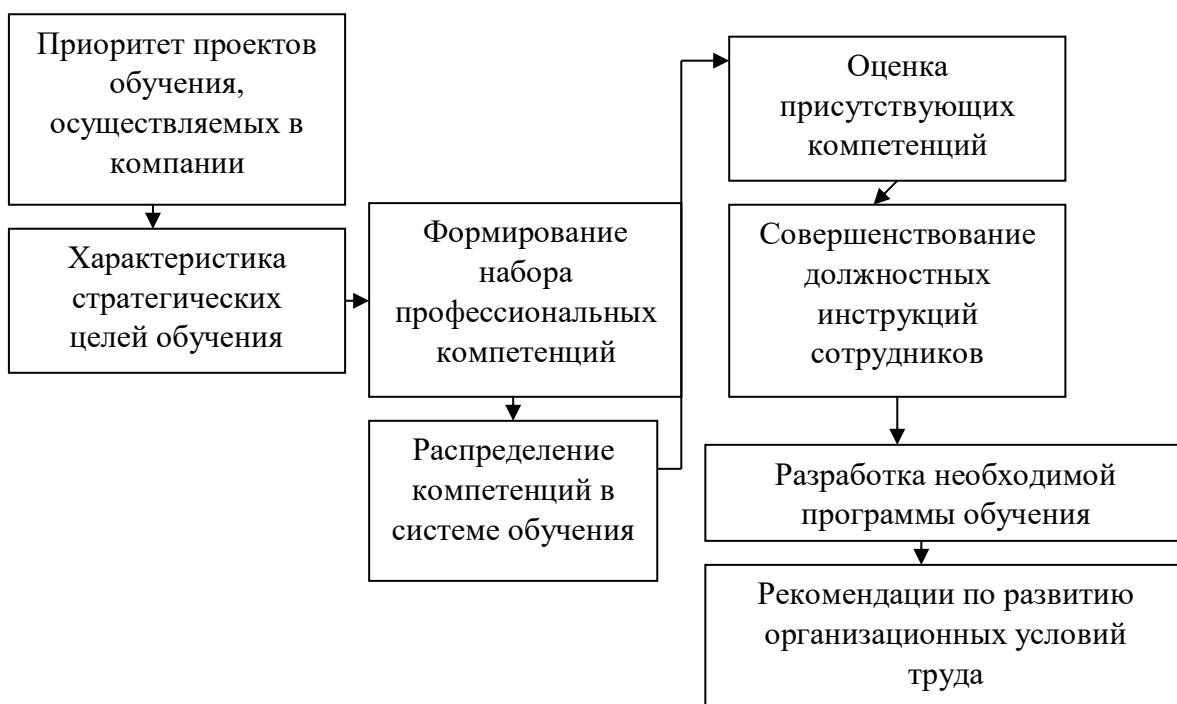 Приоритет проектов
обучения,
осуществляемых в
компании
Характеристика
стратегических
целей обучения
Формирование
набора
профессиональных
компетенций
Распределение
компетенций в
системе обучения
Оценка
присутствующих
компетенций
Совершенствование
должностных
инструкций
сотрудников
Разработка необходимой
программы обучения
Рекомендации по развитию
организационных условий
труда